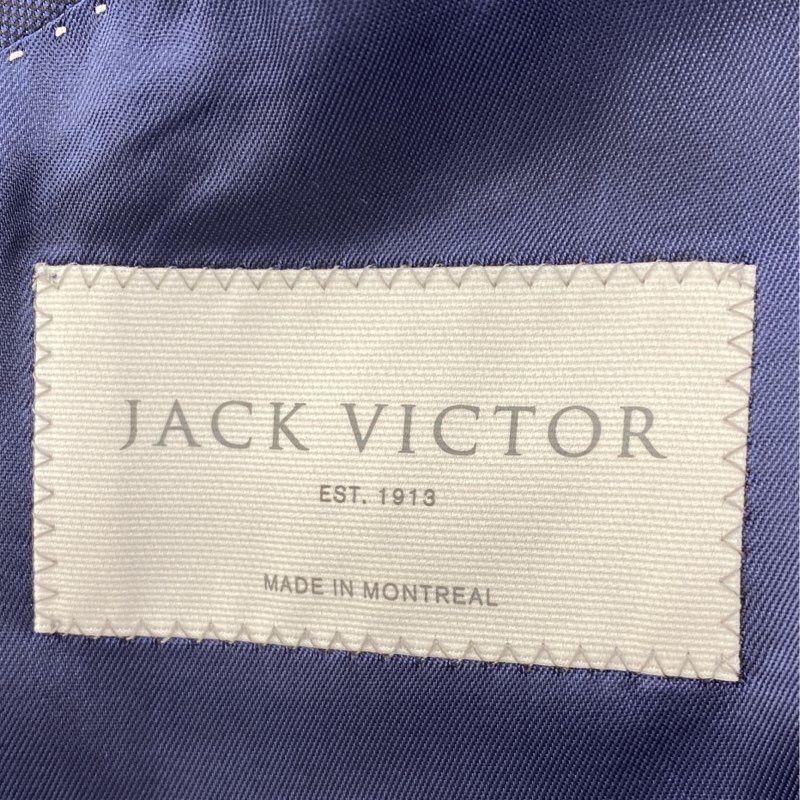 JACK VICTOR
EST. 1913
MADE IN MONTREAL